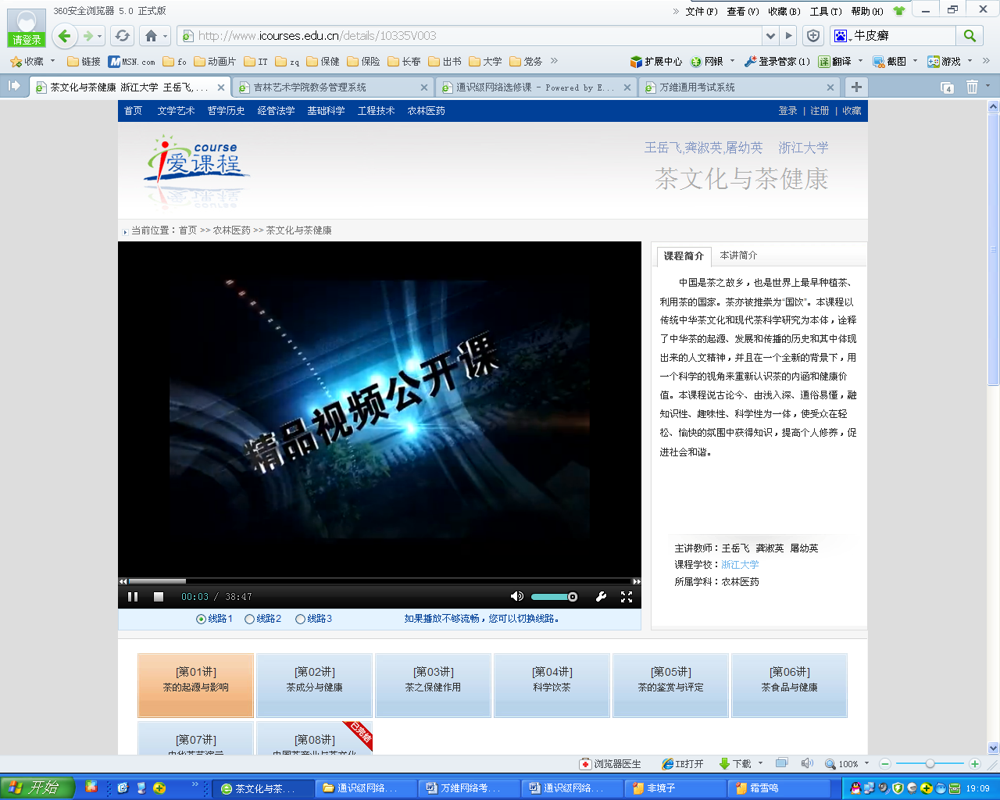 360安全浏览器 5.0 正式版
» 文件(F) 查看(V) 收藏(B) 工具(T) 帮助(H)
请登录
http://www.icourses.edu.cn/details/10335V003
牛皮癣
收藏 链接 MSN.com fo 动画片 IT zq 保健 保险 长春 出书 大学 党务 » 扩展中心 网银 登录管家(1) 翻译 截图 游戏 »
茶文化与茶健康 浙江大学 王岳飞,... 吉林艺术学院教务管理系统 通识级网络选修课 - Powered by E... 万维通用考试系统 4
首页 文学艺术 哲学历史 经管法学 基础科学 工程技术 农林医药 登录 | 注册 | 收藏
course
爱课程
王岳飞,龚淑英,屠幼英 浙江大学
茶文化与茶健康
当前位置：首页 >> 农林医药 >> 茶文化与茶健康
精品视频公开课
00:03 / 38:47
线路1 线路2 线路3 如果播放不够流畅，您可以切换线路。
课程简介 本讲简介
中国是茶之故乡，也是世界上最早种植茶、
利用茶的国家。茶亦被推崇为“国饮”。本课程以
传统中华茶文化和现代茶科学研究为本体，诠释
了中华茶的起源、发展和传播的历史和其中体现
出来的人文精神，并且在一个全新的背景下，用
一个科学的视角来重新认识茶的内涵和健康价
值。本课程说古论今、由浅入深、通俗易懂，融
知识性、趣味性、科学性为一体，使受众在轻
松、愉快的氛围中获得知识，提高个人修养，促
进社会和谐。
主讲教师：王岳飞 龚淑英 屠幼英
课程学校：浙江大学
所属学科：农林医药
[第01讲] [第02讲] [第03讲] [第04讲] [第05讲] [第06讲]
茶的起源与影响 茶成分与健康 茶之保健作用 科学饮茶 茶的鉴赏与评定 茶食品与健康
[第07讲] [第08讲] 已完结
中华茶艺演示 中国茶产业与茶文化
浏览器医生 IE打开 下载 100%
开始 » 茶文化与茶... 通识级网络... 万维网络考... 通识级网络... 非境子 霜雪鸣 19:09